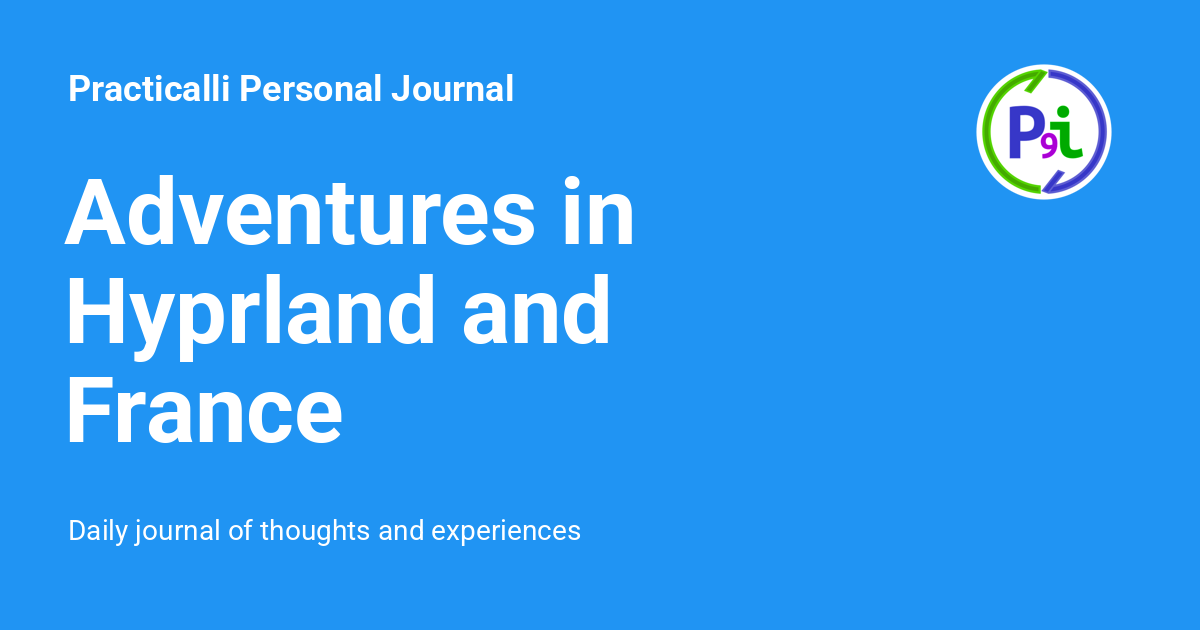 Practicalli Personal Journal
P9i
Adventures in
Hyprland and
France
Daily journal of thoughts and experiences